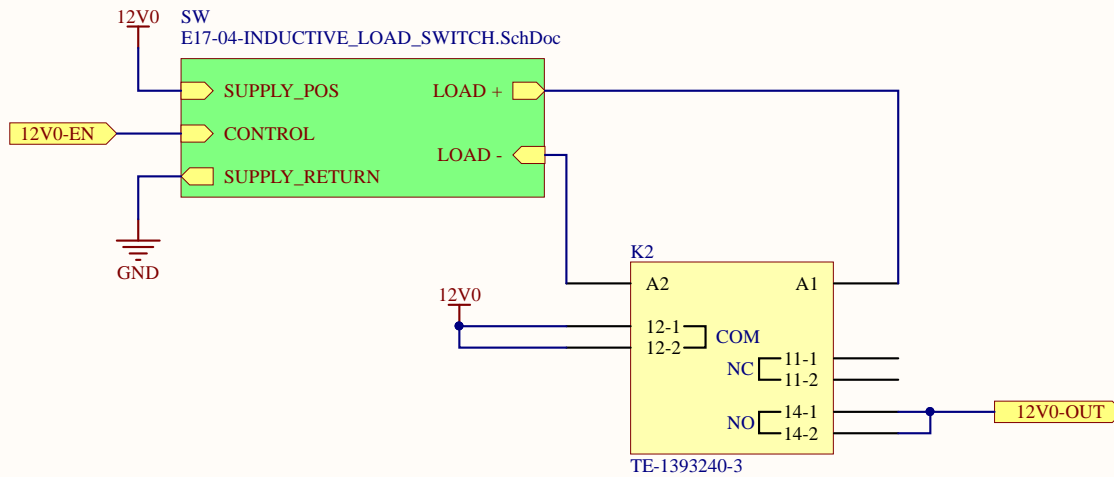 12V0
SW
E17-04-INDUCTIVE_LOAD_SWITCH.SchDoc
SUPPLY_POS
LOAD +
12V0-EN
CONTROL
LOAD -
SUPPLY_RETURN
GND
K2
A2
A1
12V0
12-1
COM
12-2
NC
11-1
11-2
NO
14-1
14-2
12V0-OUT
TE-1393240-3